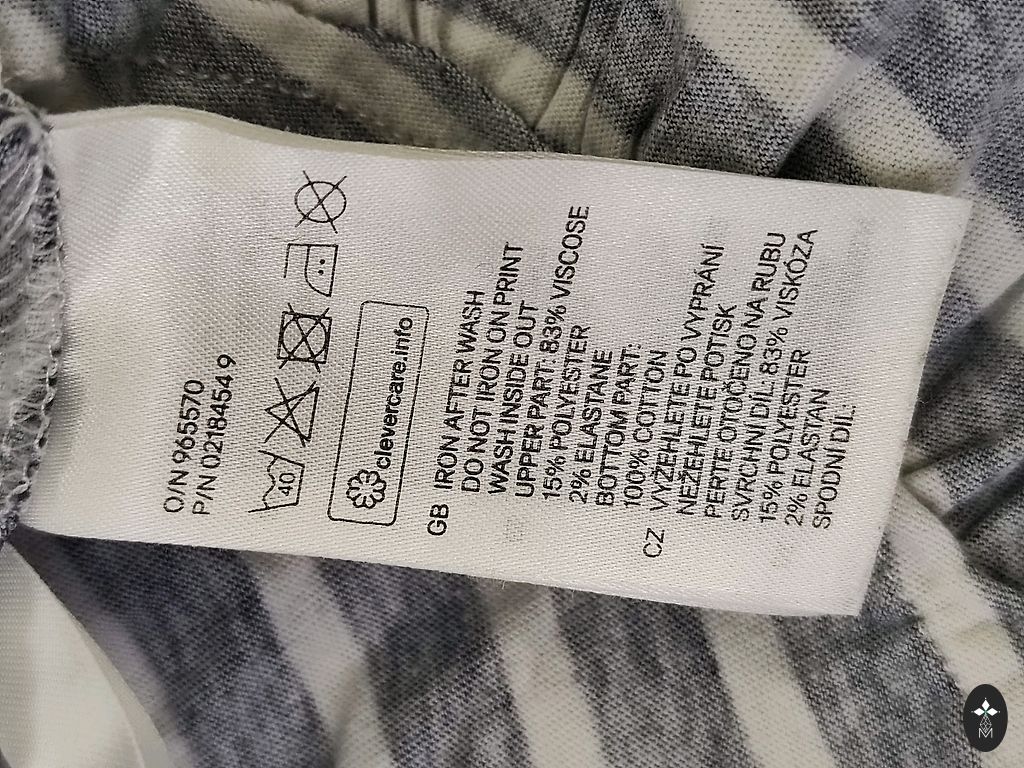 O/N 965570
P/N 02184549
40
clevercare.info
GB IRON AFTER WASH
DO NOT IRON ON PRINT
WASH INSIDE OUT
UPPER PART: 83% VISCOSE
15% POLYESTER
2% ELASTANE
BOTTOM PART:
100% COTTON
CZ VYŽEHLETE PO VYPRÁNÍ
NEŽEHLETE POTISK
PERTE OTOČENO NA RUBU
SVRCHNÍ DÍL: 83% VISKÓZA
15% POLYESTER
2% ELASTAN
SPODNÍ DÍL:
M